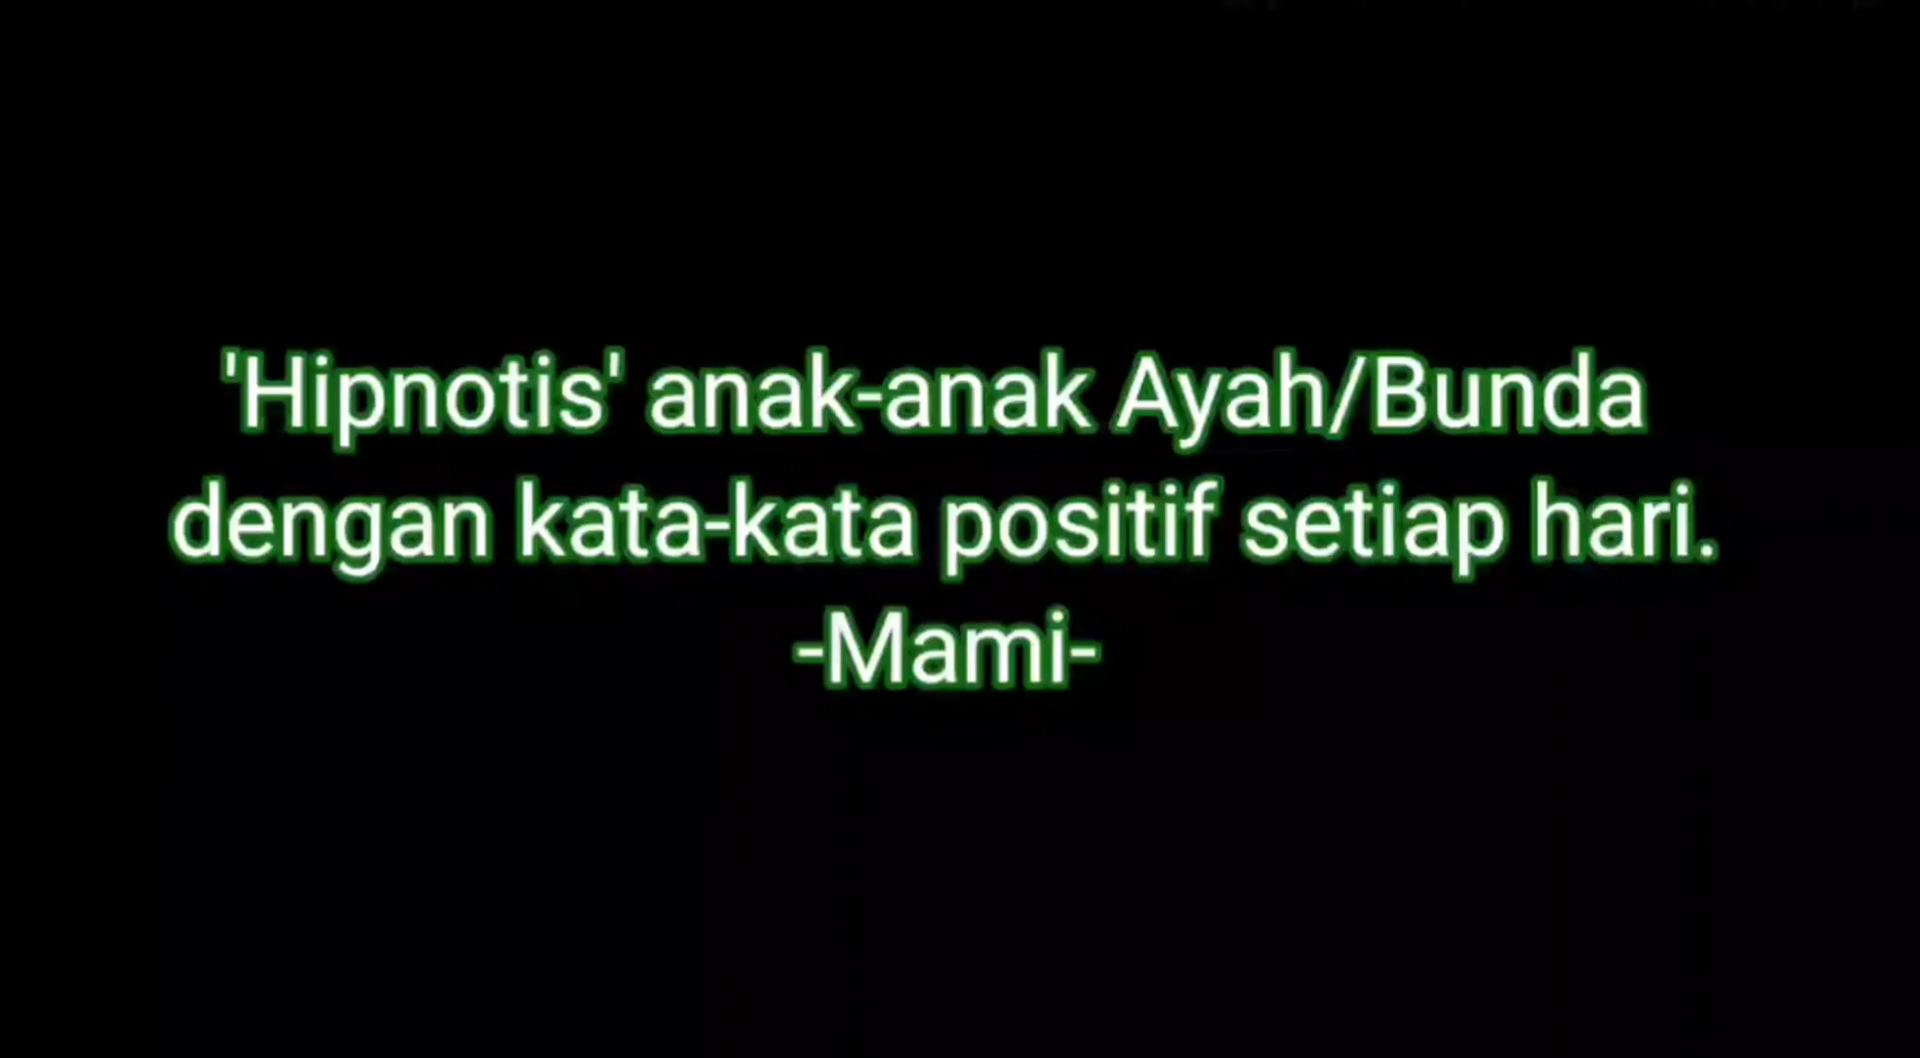 'Hipnotis' anak-anak Ayah/Bunda
dengan kata-kata positif setiap hari.
-Mami-